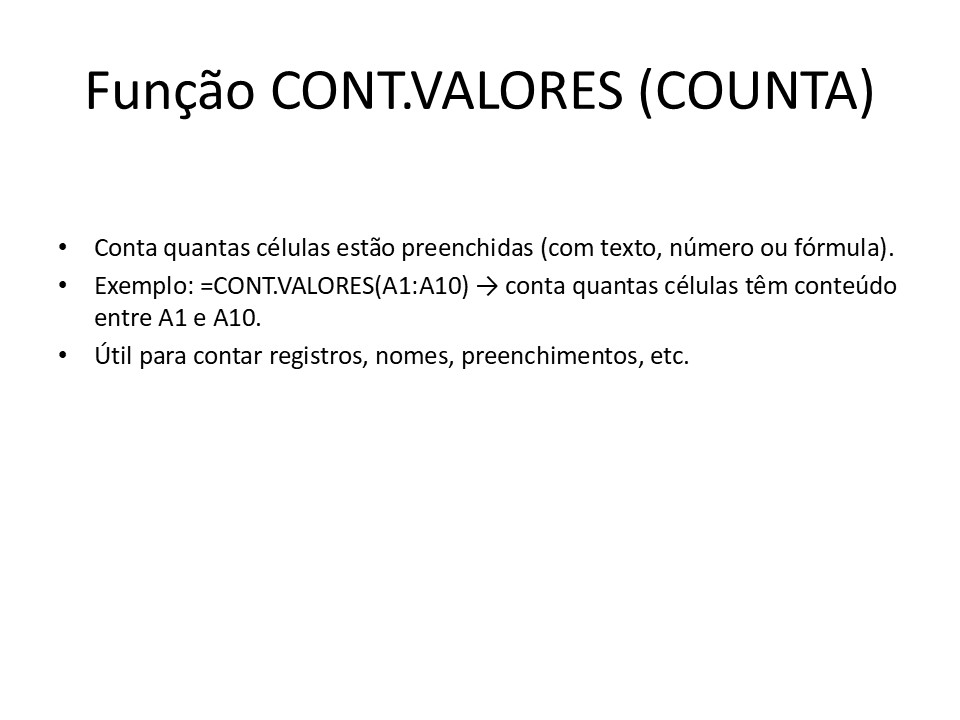 Função CONT.VALORES (COUNTA)
• Conta quantas células estão preenchidas (com texto, número ou fórmula).
• Exemplo: =CONT.VALORES(A1:A10) → conta quantas células têm conteúdo
entre A1 e A10.
• Útil para contar registros, nomes, preenchimentos, etc.